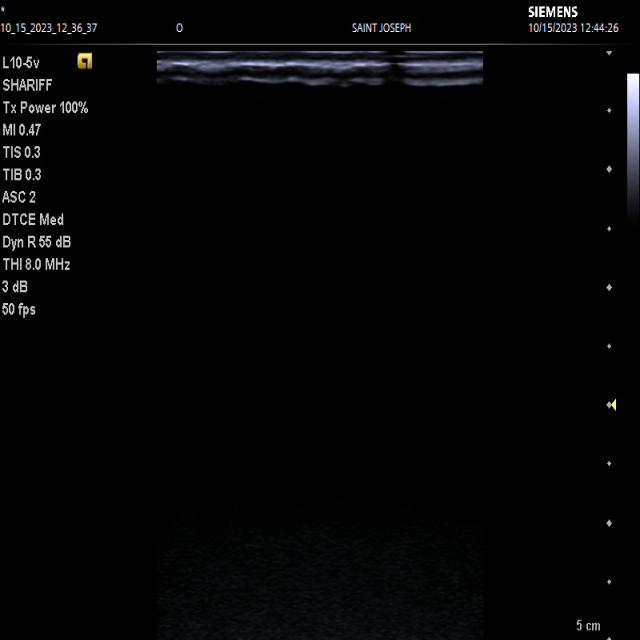 *
SIEMENS
10_15_2023_12_36_37 O SAINT JOSEPH 10/15/2023 12:44:26
L10-5v
SHARIFF
Tx Power 100%
MI 0.47
TIS 0.3
TIB 0.3
ASC 2
DTCE Med
Dyn R 55 dB
THI 8.0 MHz
3 dB
50 fps
5 cm